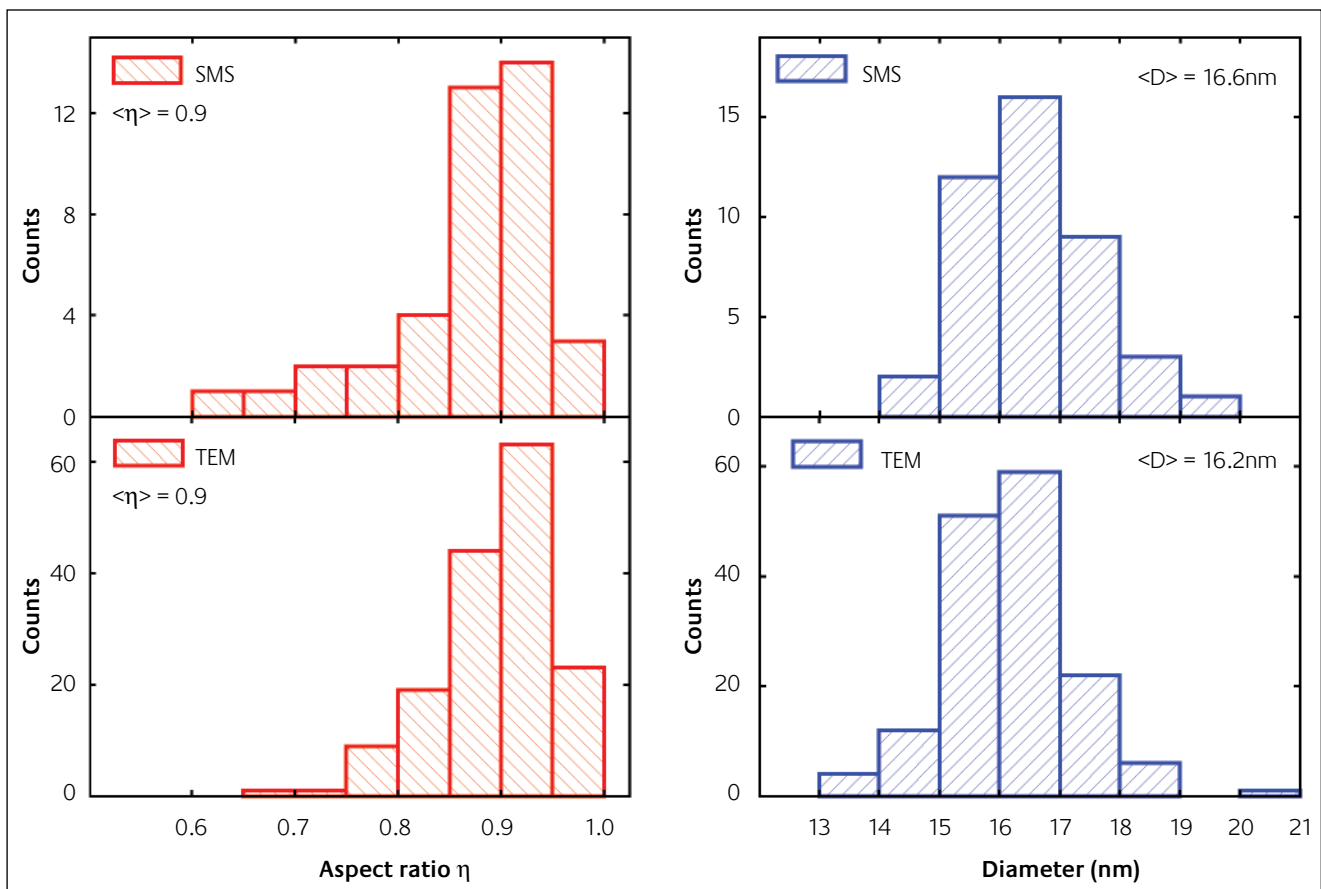 SMS
<η> = 0.9
12
8
4
0
Counts
TEM
<η> = 0.9
60
40
20
0
Counts
0.6 0.7 0.8 0.9 1.0
Aspect ratio η
SMS
<D> = 16.6nm
15
10
5
0
Counts
TEM
<D> = 16.2nm
60
40
20
0
Counts
13 14 15 16 17 18 19 20 21
Diameter (nm)